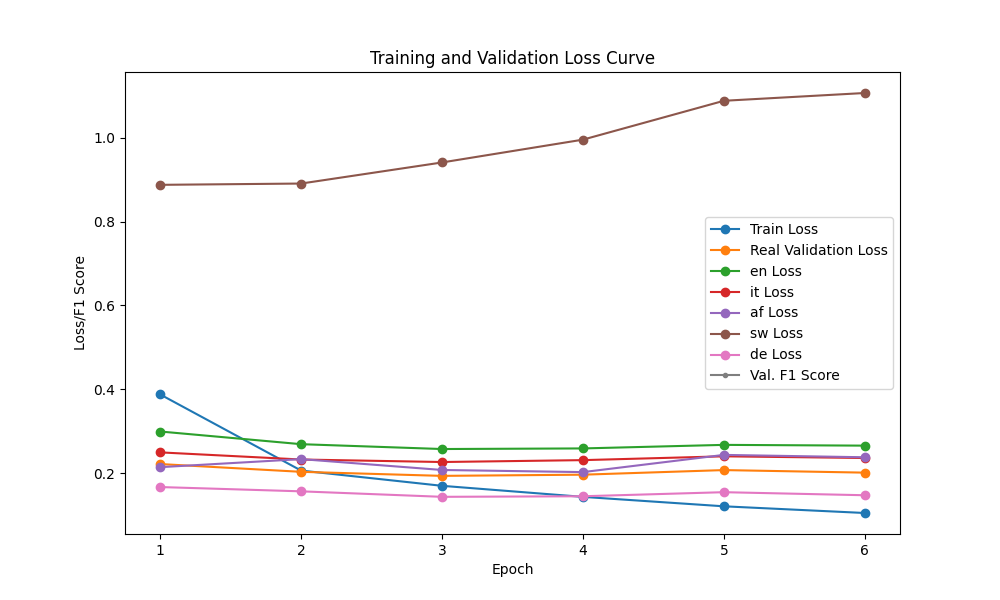 Training and Validation Loss Curve
Loss/F1 Score
1.0
0.8
0.6
0.4
0.2
Train Loss
Real Validation Loss
en Loss
it Loss
af Loss
sw Loss
de Loss
Val. F1 Score
1 2 3 4 5 6
Epoch